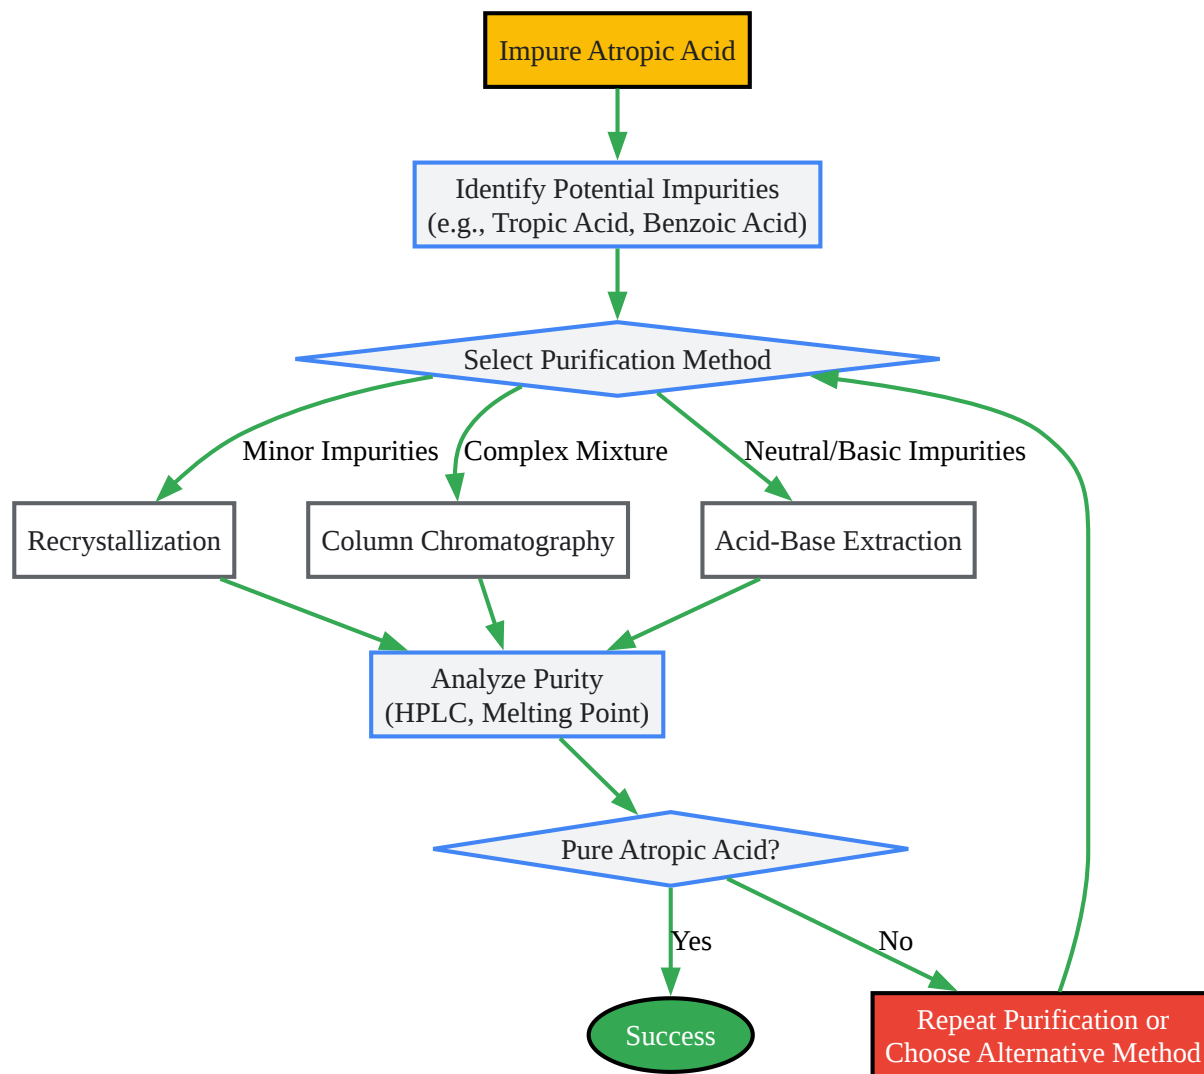 Impure Atropic Acid
Identify Potential Impurities
(e.g., Tropic Acid, Benzoic Acid)
Select Purification Method
Minor Impurities
Complex Mixture
Neutral/Basic Impurities
Recrystallization
Column Chromatography
Acid-Base Extraction
Analyze Purity
(HPLC, Melting Point)
Pure Atropic Acid?
Yes
No
Success
Repeat Purification or
Choose Alternative Method